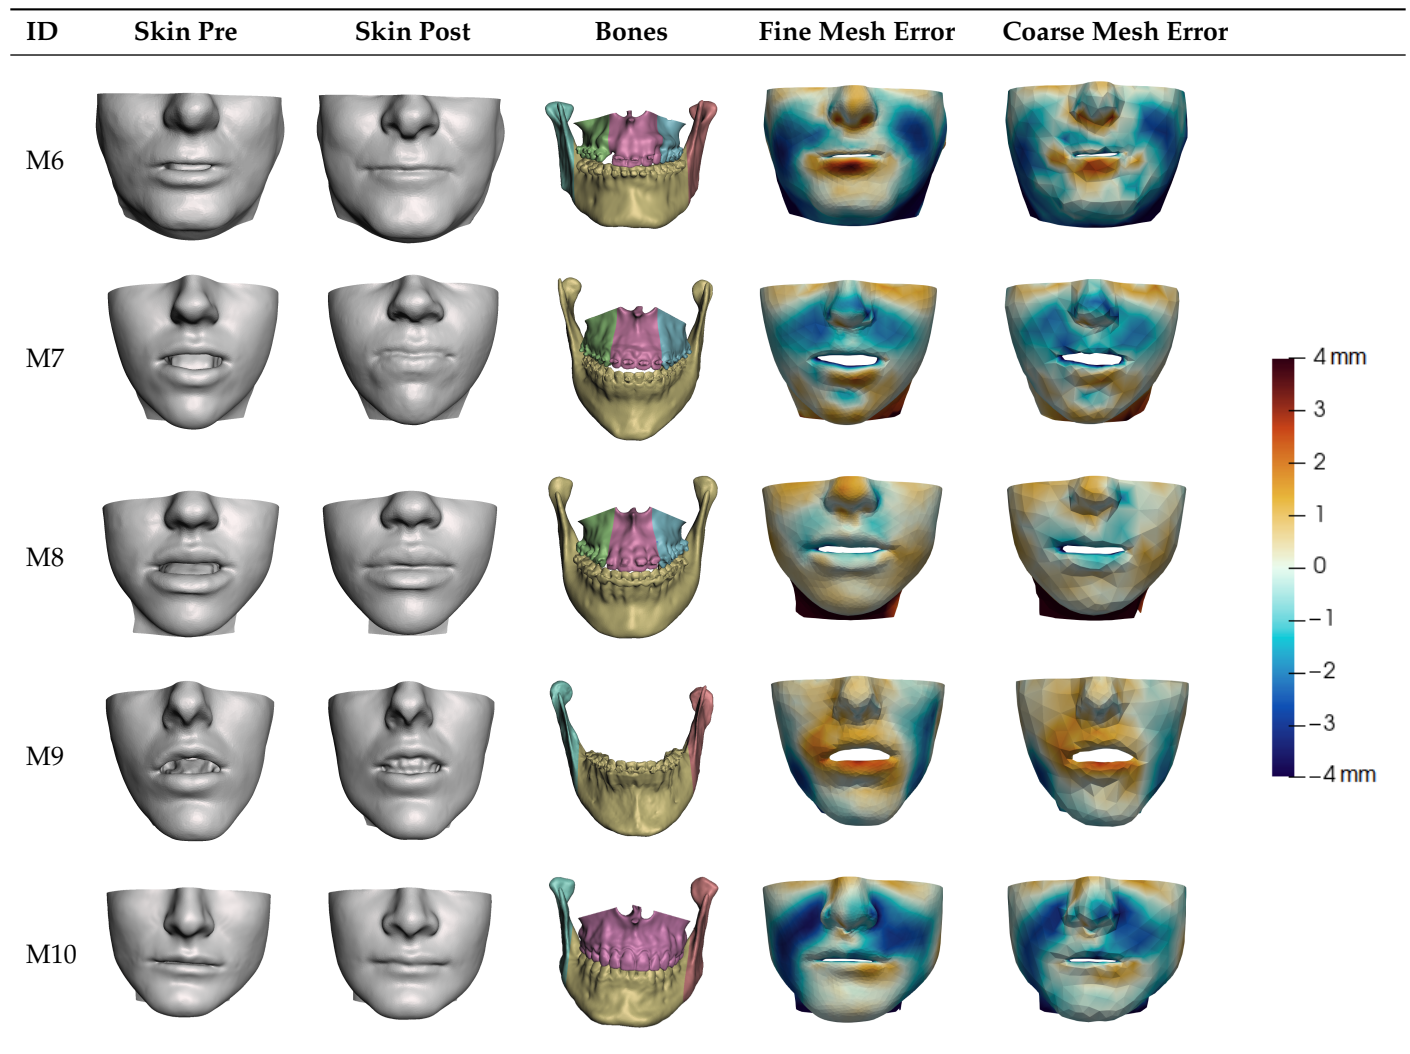 ID Skin Pre Skin Post Bones Fine Mesh Error Coarse Mesh Error
M6
M7
M8
M9
M10
4 mm
3
2
1
0
−1
−2
−3
−4 mm